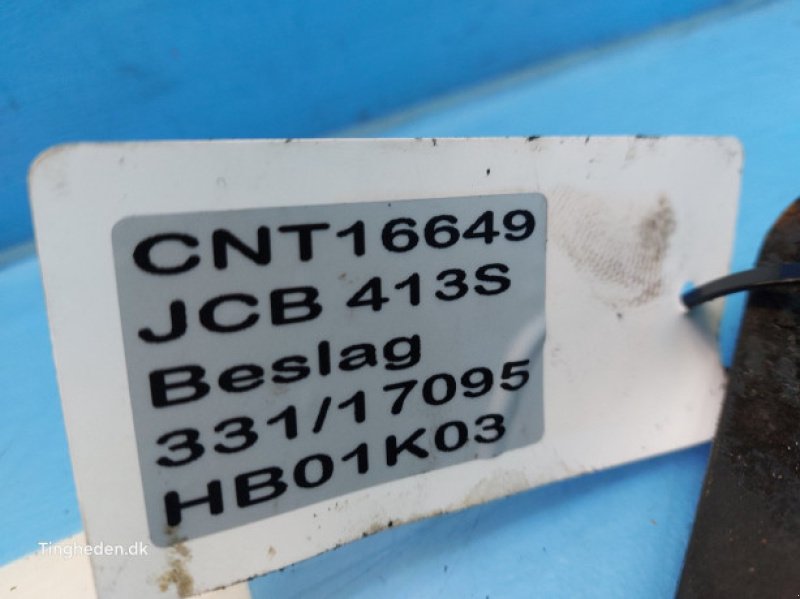 CNT16649
JCB 413S
Beslag
331/17095
HB01K03
Tingheden.dk